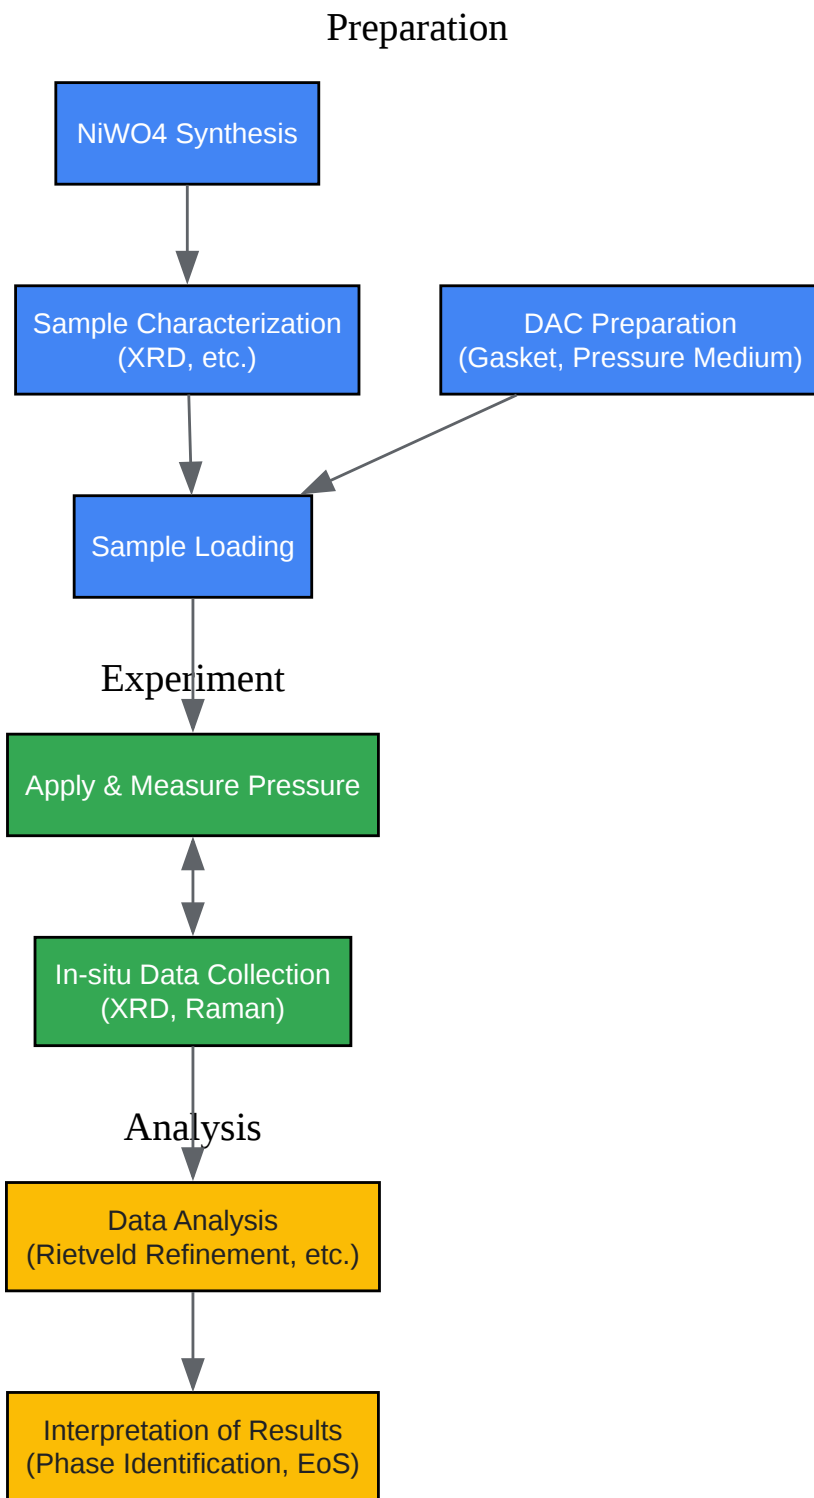 Preparation
NiWO4 Synthesis
Sample Characterization
(XRD, etc.)
DAC Preparation
(Gasket, Pressure Medium)
Sample Loading
Experiment
Apply & Measure Pressure
In-situ Data Collection
(XRD, Raman)
Analysis
Data Analysis
(Rietveld Refinement, etc.)
Interpretation of Results
(Phase Identification, EoS)